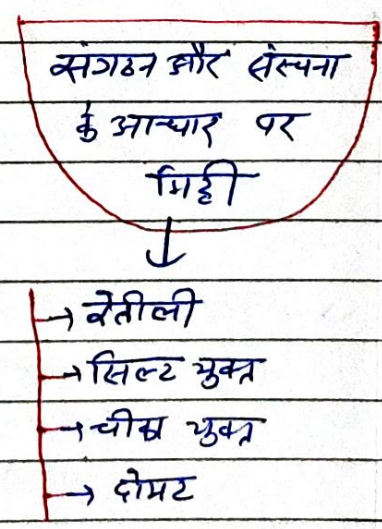 संगठन और संरचना
के आधार पर
मिट्टी
↓
→ रेतीली
→ सिल्ट युक्त
→ चीका युक्त
→ दोमट